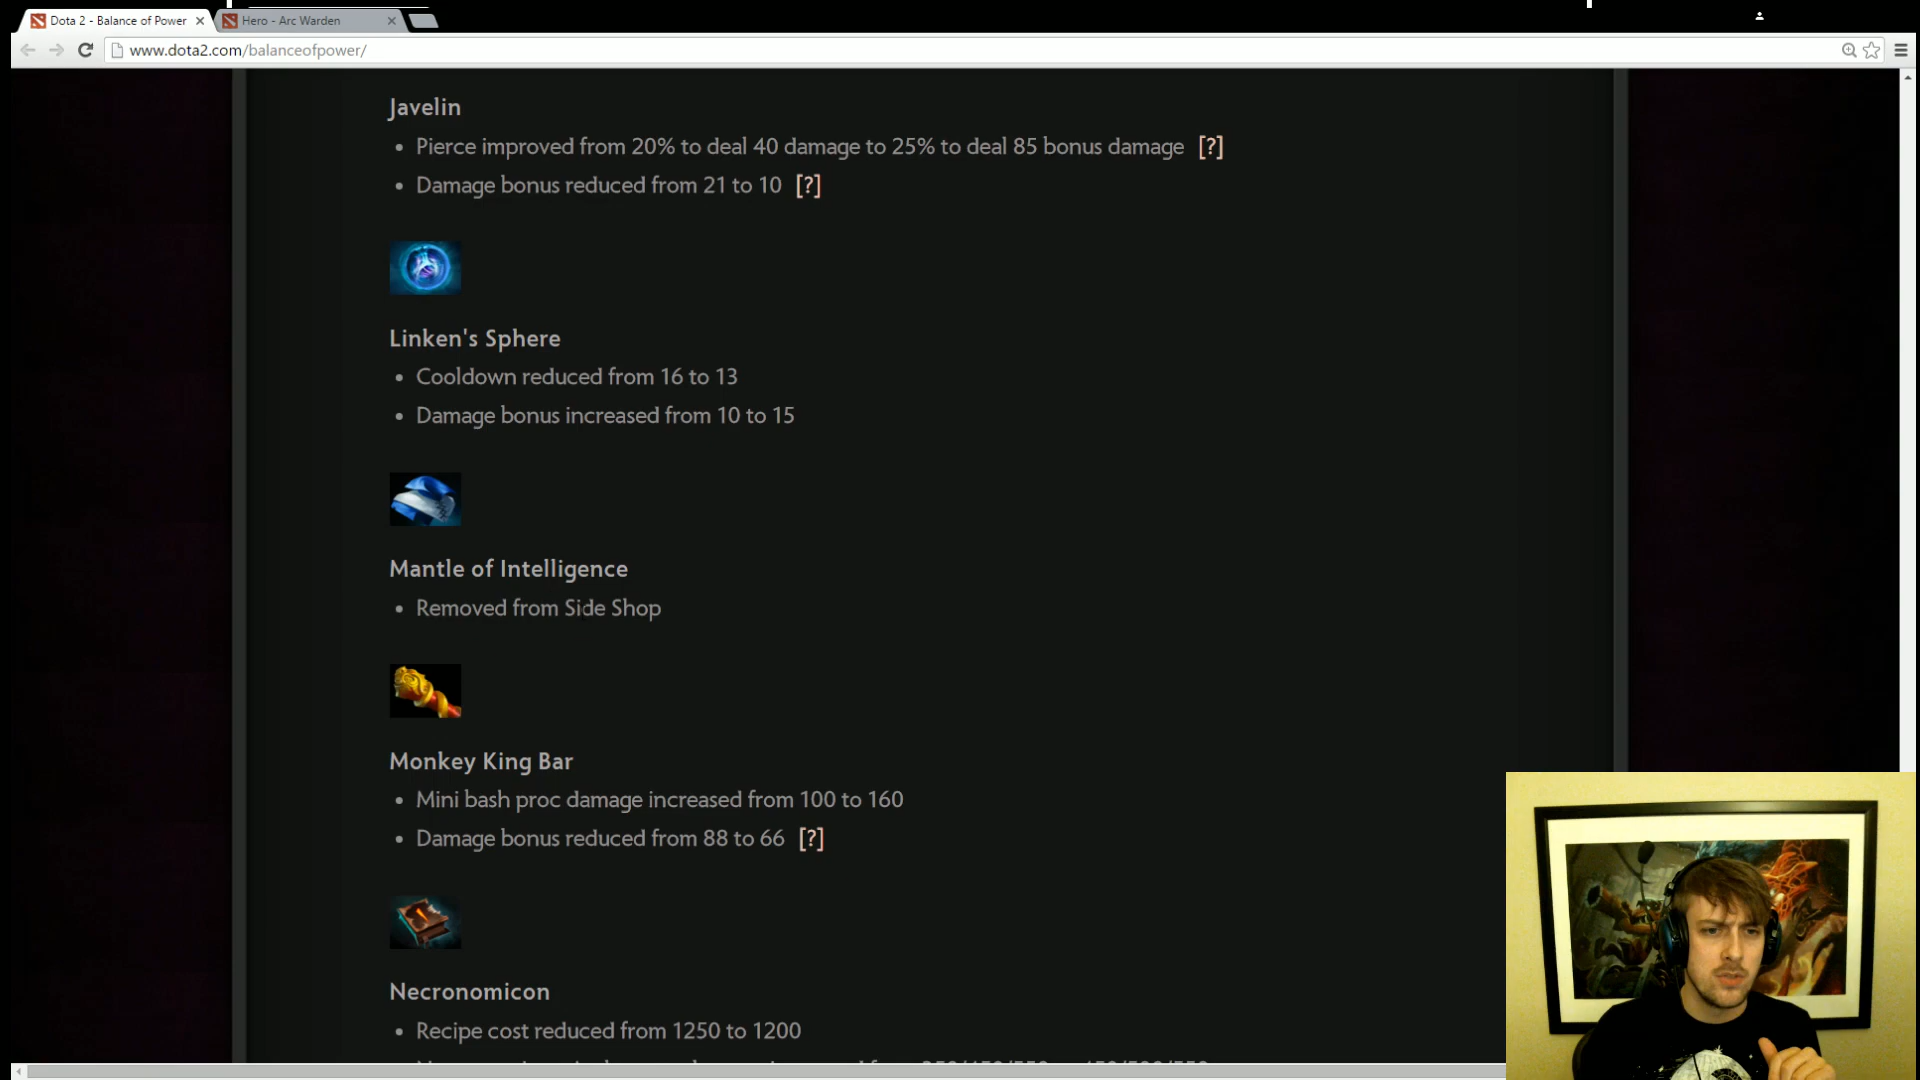 Dota 2 - Balance of Power
Hero - Arc Warden
www.dota2.com/balanceofpower/
Javelin
• Pierce improved from 20% to deal 40 damage to 25% to deal 85 bonus damage [?]
• Damage bonus reduced from 21 to 10 [?]
Linken's Sphere
• Cooldown reduced from 16 to 13
• Damage bonus increased from 10 to 15
Mantle of Intelligence
• Removed from Side Shop
Monkey King Bar
• Mini bash proc damage increased from 100 to 160
• Damage bonus reduced from 88 to 66 [?]
Necronomicon
• Recipe cost reduced from 1250 to 1200